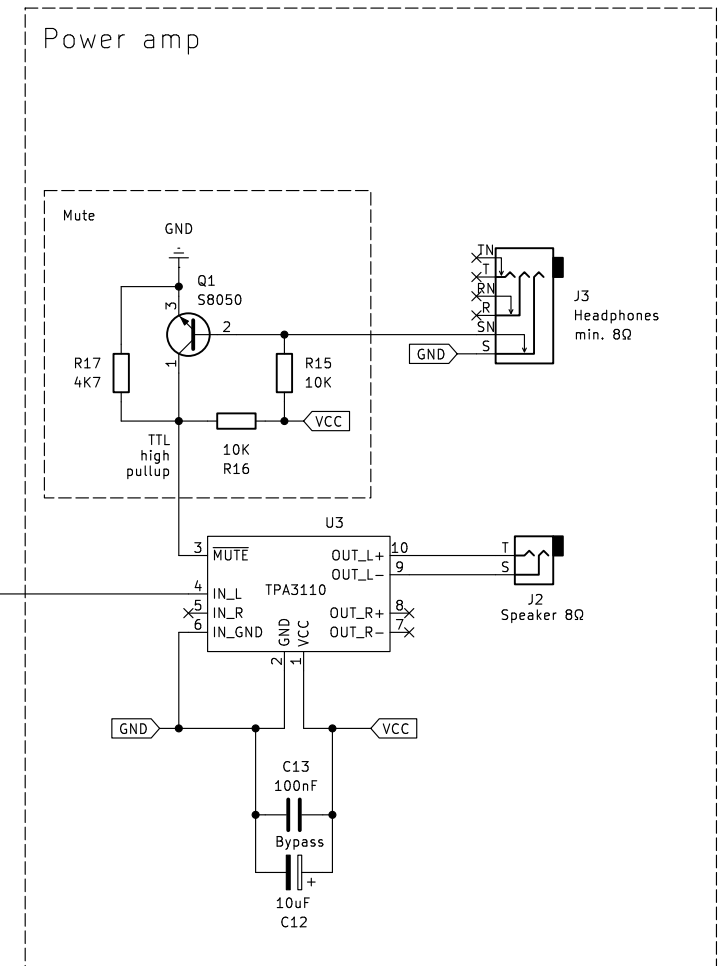 Power amp
Mute
GND
Q1
S8050
3
2
1
R17
4K7
R15
10K
VCC
10K
R16
TTL
high
pullup
TN
T
RN
R
SN
S
GND
J3
Headphones
min. 8Ω
U3
3 MUTE
4 IN_L
5 IN_R
6 IN_GND
TPA3110
OUT_L+ 10
OUT_L- 9
OUT_R+ 8
OUT_R- 7
GND
VCC
2
1
T
S
J2
Speaker 8Ω
GND
VCC
C13
100nF
Bypass
+
10uF
C12